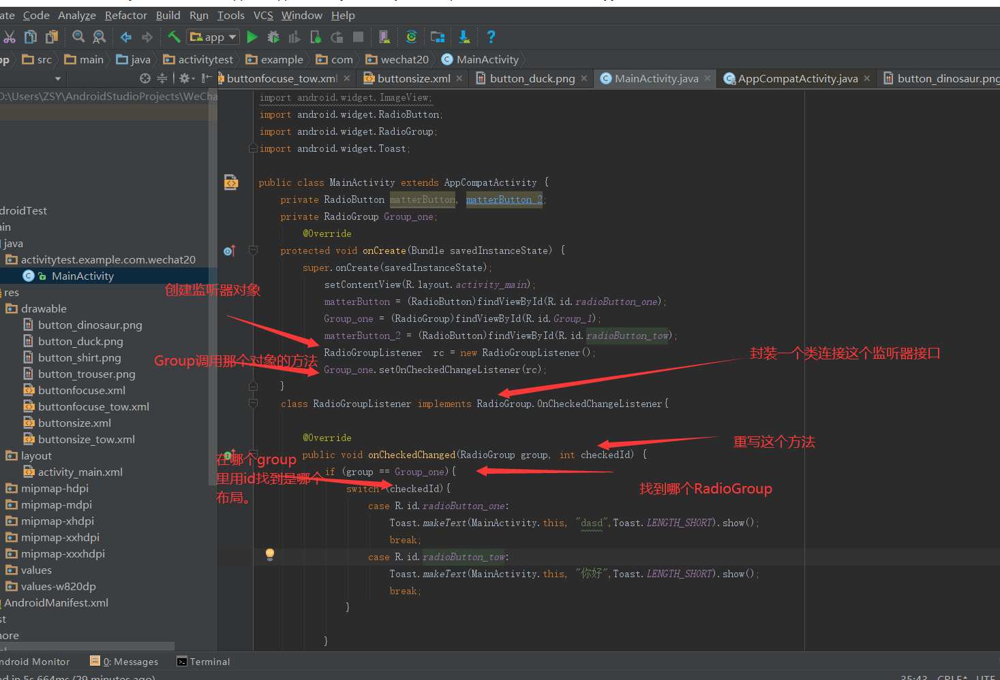 ate Code Analyze Refactor Build Run Tools VCS Window Help
app
pp src main java activitytest example com wechat20 MainActivity
buttonfocuse_tow.xml buttonsize.xml button_duck.png MainActivity.java AppCompatActivity.java button_dinosaur.png
D:\Users\ZSY\AndroidStudioProjects\WeCha
droidTest
ain
java
activitytest.example.com.wechat20
MainActivity
res
drawable
button_dinosaur.png
button_duck.png
button_shirt.png
button_trouser.png
buttonfocuse.xml
buttonfocuse_tow.xml
buttonsize.xml
buttonsize_tow.xml
layout
activity_main.xml
mipmap-hdpi
mipmap-mdpi
mipmap-xhdpi
mipmap-xxhdpi
mipmap-xxxhdpi
values
values-w820dp
AndroidManifest.xml
st
nore
import android.widget.ImageView;
import android.widget.RadioButton;
import android.widget.RadioGroup;
import android.widget.Toast;
public class MainActivity extends AppCompatActivity {
private RadioButton matterButton, matterButton_2;
private RadioGroup Group_one;
@Override
protected void onCreate(Bundle savedInstanceState) {
super.onCreate(savedInstanceState);
setContentView(R.layout.activity_main);
创建监听器对象
matterButton = (RadioButton)findViewById(R.id.radioButton_one);
Group_one = (RadioGroup)findViewById(R.id.Group_1);
matterButton_2 = (RadioButton)findViewById(R.id.radioButton_tow);
RadioGroupListener rc = new RadioGroupListener();
封装一个类连接这个监听器接口
Group调用那个对象的方法
Group_one.setOnCheckedChangeListener(rc);
}
class RadioGroupListener implements RadioGroup.OnCheckedChangeListener{
@Override
重写这个方法
public void onCheckedChanged(RadioGroup group, int checkedId) {
在哪个group
里用id找到是哪个
布局。
if (group == Group_one){
找到哪个RadioGroup
switch (checkedId){
case R.id.radioButton_one:
Toast.makeText(MainActivity.this, "dasd",Toast.LENGTH_SHORT).show();
break;
case R.id.radioButton_tow:
Toast.makeText(MainActivity.this, "你好",Toast.LENGTH_SHORT).show();
break;
}
}
ndroid Monitor 0: Messages Terminal
ed in 5s 664ms (29 minutes ago) 35:43 CRLF UTF